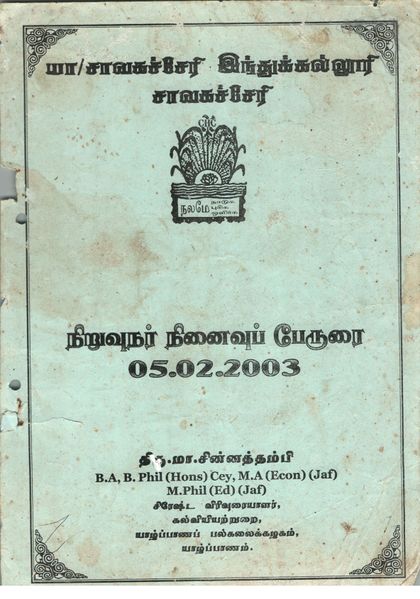 யா/சாவகச்சேரி இந்துக்கல்லூரி
சாவகச்சேரி
CHC
நலமே
நாடுக
நிறுவுநர் நினைவுப் பேருரை
05.02.2003
திரு.மா.சின்னத்தம்பி
B.A, B. Phil (Hons) Cey, M.A (Econ) (Jaf)
M.Phil (Ed) (Jaf)
சிரேஷ்ட விரிவுரையாளர்,
கல்வியியற்றுறை,
யாழ்ப்பாணப் பல்கலைக்கழகம்,
யாழ்ப்பாணம்.